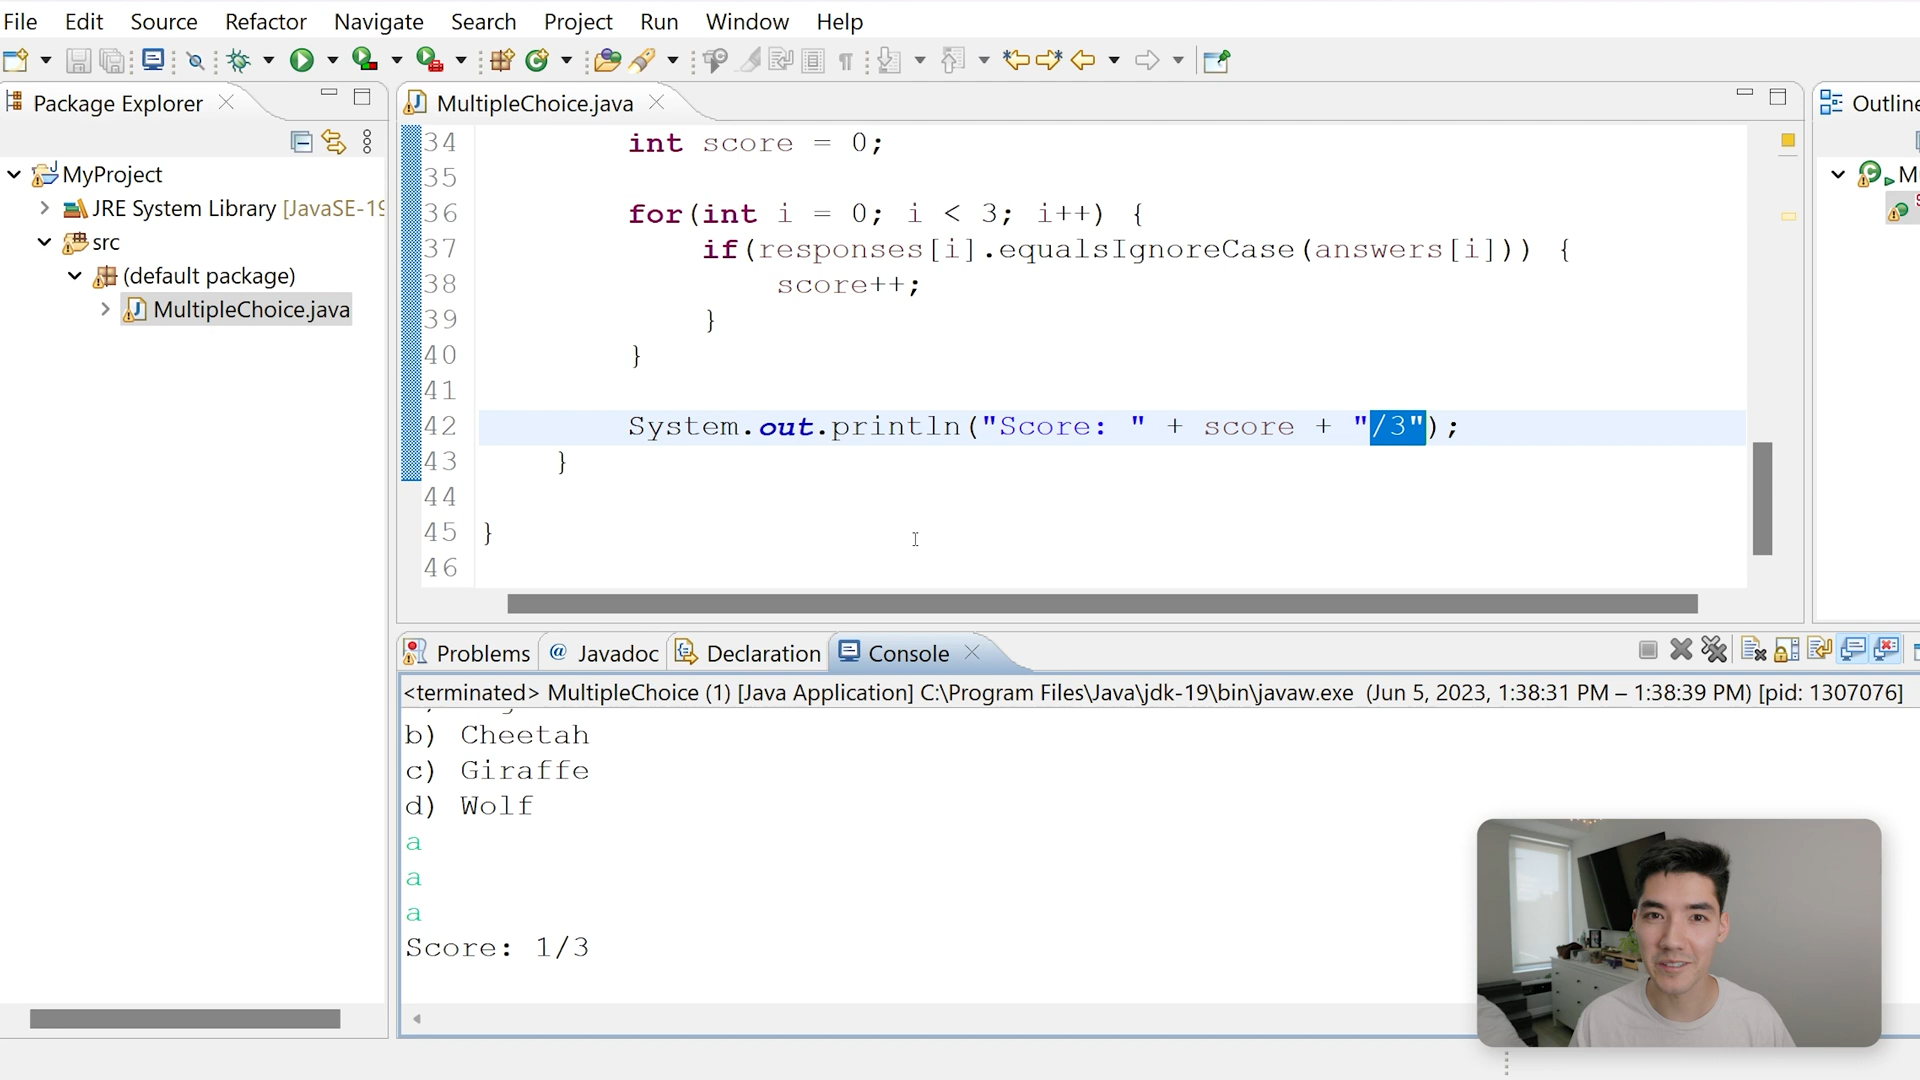 File Edit Source Refactor Navigate Search Project Run Window Help
Package Explorer
MultipleChoice.java
Outline
MyProject
JRE System Library [JavaSE-19
src
(default package)
MultipleChoice.java
34 int score = 0;
35
36 for(int i = 0; i < 3; i++) {
37 if(responses[i].equalsIgnoreCase(answers[i])) {
38 score++;
39 }
40 }
41
42 System.out.println("Score: " + score + "/3");
43 }
44
45 }
46
Problems @ Javadoc Declaration Console
<terminated> MultipleChoice (1) [Java Application] C:\Program Files\Java\jdk-19\bin\javaw.exe (Jun 5, 2023, 1:38:31 PM – 1:38:39 PM) [pid: 1307076]
b) Cheetah
c) Giraffe
d) Wolf
a
a
a
Score: 1/3